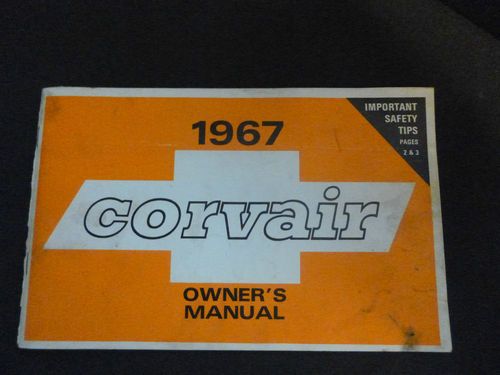 IMPORTANT
SAFETY
TIPS
PAGES
2 & 3
1967
corvair
OWNER'S
MANUAL